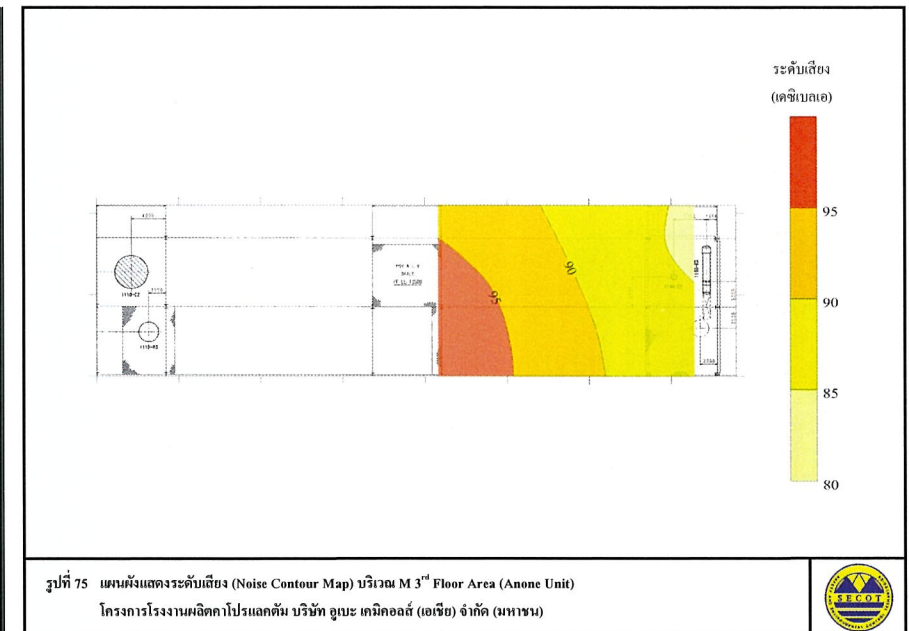 ระดับเสียง
(เดซิเบลเอ)
95
90
85
80
95
90
รูปที่ 75 แผนผังแสดงระดับเสียง (Noise Contour Map) บริเวณ M 3rd Floor Area (Anone Unit)
โครงการโรงงานผลิตคาโปรแลคตัม บริษัท อูเบะ เคมิคอลส์ (เอเชีย) จำกัด (มหาชน)
SECOT